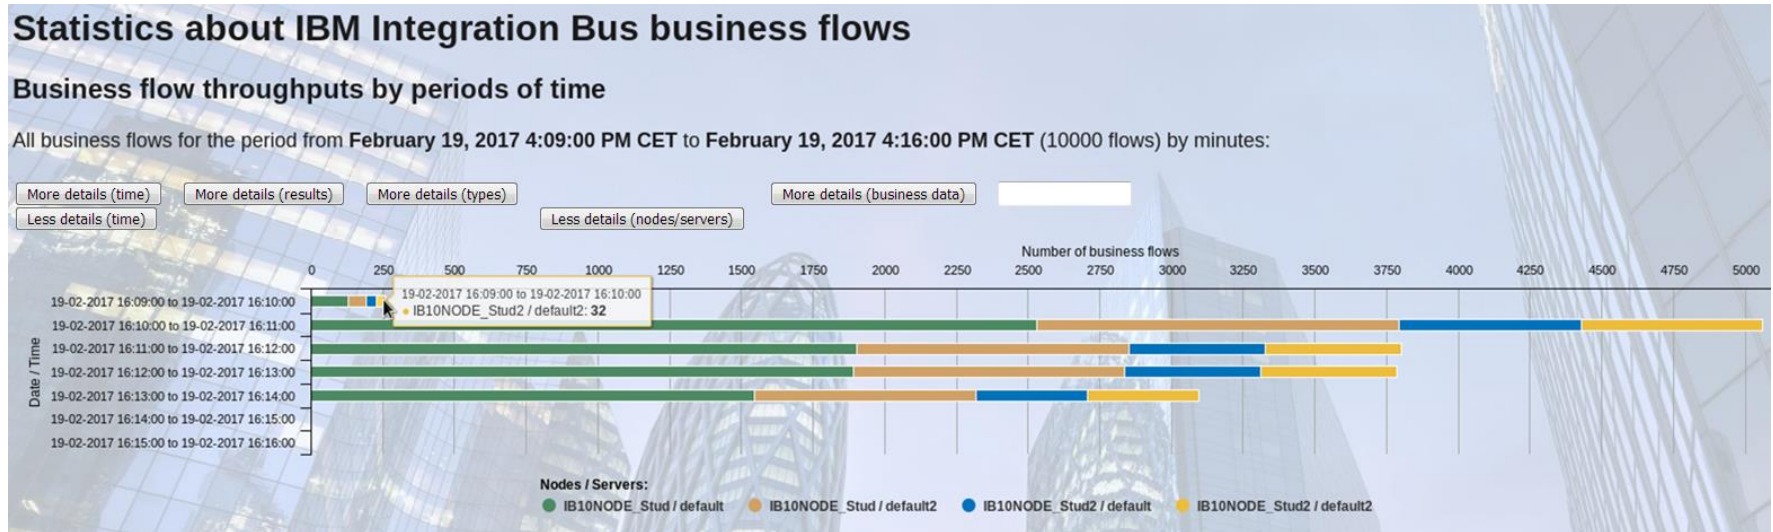 Statistics about IBM Integration Bus business flows
Business flow throughputs by periods of time
All business flows for the period from February 19, 2017 4:09:00 PM CET to February 19, 2017 4:16:00 PM CET (10000 flows) by minutes:
More details (time) More details (results) More details (types) More details (business data)
Less details (time) Less details (nodes/servers)
Number of business flows
0 250 500 750 1000 1250 1500 1750 2000 2250 2500 2750 3000 3250 3500 3750 4000 4250 4500 4750 5000
Date / Time
19-02-2017 16:09:00 to 19-02-2017 16:10:00
19-02-2017 16:09:00 to 19-02-2017 16:10:00
IB10NODE_Stud2 / default2: 32
19-02-2017 16:10:00 to 19-02-2017 16:11:00
19-02-2017 16:11:00 to 19-02-2017 16:12:00
19-02-2017 16:12:00 to 19-02-2017 16:13:00
19-02-2017 16:13:00 to 19-02-2017 16:14:00
19-02-2017 16:14:00 to 19-02-2017 16:15:00
19-02-2017 16:15:00 to 19-02-2017 16:16:00
Nodes / Servers:
IB10NODE_Stud / default IB10NODE_Stud / default2 IB10NODE_Stud2 / default IB10NODE_Stud2 / default2